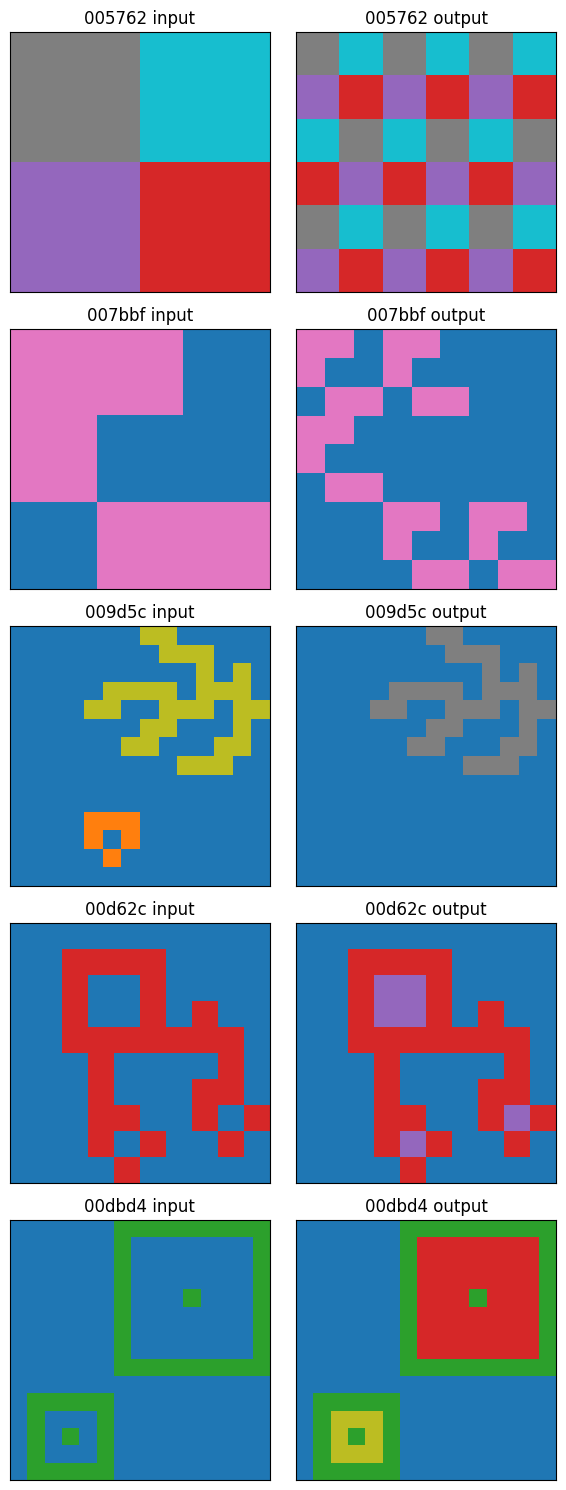 005762 input
005762 output
007bbf input
007bbf output
009d5c input
009d5c output
00d62c input
00d62c output
00dbd4 input
00dbd4 output